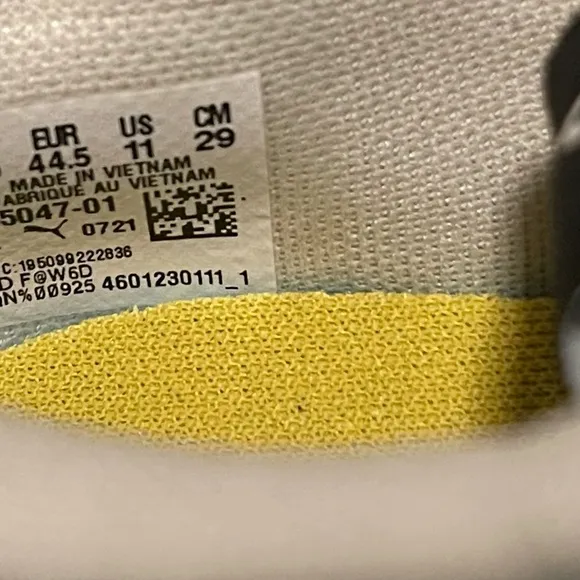 EUR US CM
44.5 11 29
MADE IN VIETNAM
ABRIQUE AU VIETNAM
5047-01
0721
C:195099222836
D F@W6D
IN%00925 4601230111_1